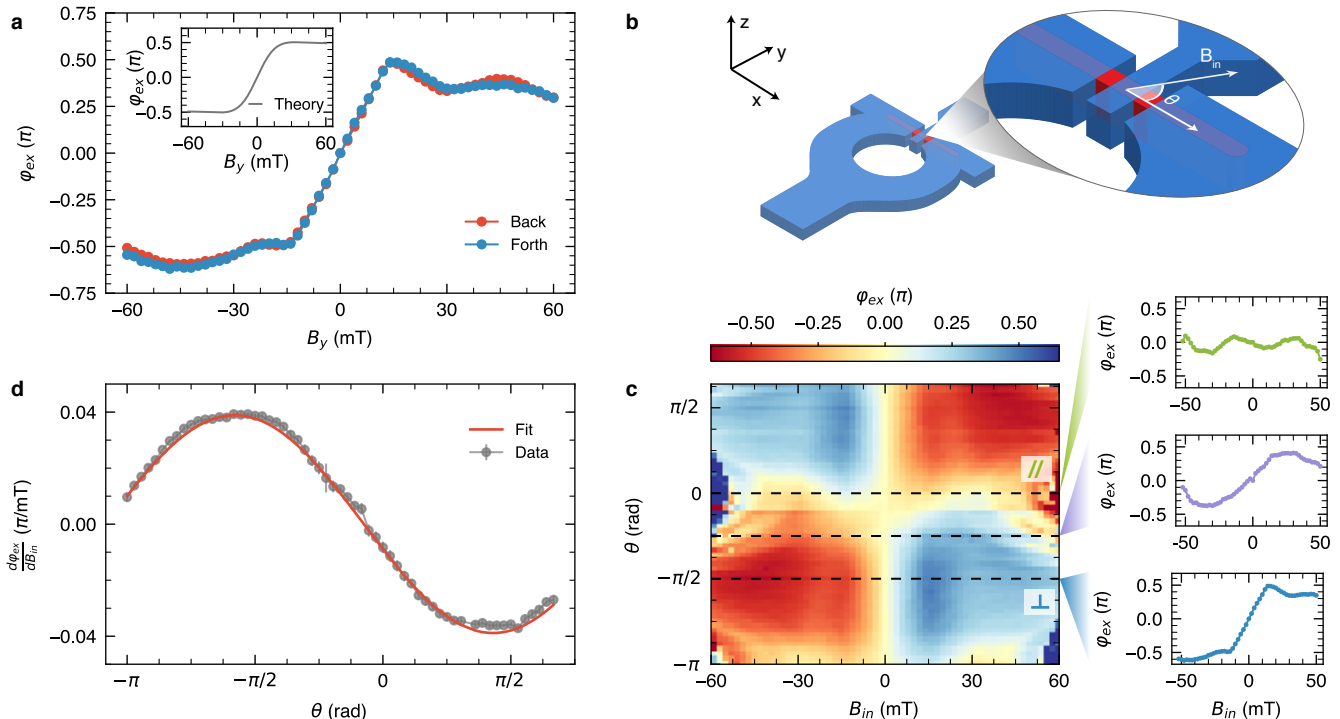 a
φex (π)
0.75
0.50
0.25
0.00
−0.25
−0.50
−0.75
−60
−30
0
30
60
By (mT)
Back
Forth
φex (π)
0.5
0.0
−0.5
Theory
−60
0
60
By (mT)
b
z
y
x
Bin
θ
φex (π)
−0.50
−0.25
0.00
0.25
0.50
c
θ (rad)
π/2
0
−π/2
−π
//
⊥
−60
−30
0
30
60
Bin (mT)
φex (π)
0.5
0.0
−0.5
−50
0
50
φex (π)
0.5
0.0
−0.5
−50
0
50
φex (π)
0.5
0.0
−0.5
−50
0
50
Bin (mT)
d
dφex
dBin
(π/mT)
0.04
0.00
−0.04
Fit
Data
−π
−π/2
0
π/2
θ (rad)